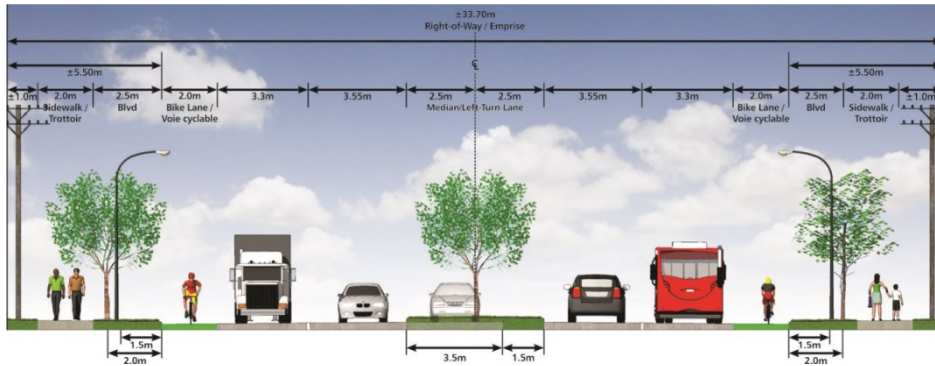 ±33.70m
Right-of-Way / Emprise
℄
±5.50m
±5.50m
±1.0m
2.0m
Sidewalk /
Trottoir
2.5m
Blvd
2.0m
Bike Lane /
Voie cyclable
3.3m
3.55m
2.5m
2.5m
Median/Left-Turn Lane
3.55m
3.3m
2.0m
Bike Lane /
Voie cyclable
2.5m
Blvd
2.0m
Sidewalk /
Trottoir
±1.0m
1.5m
2.0m
3.5m
1.5m
1.5m
2.0m